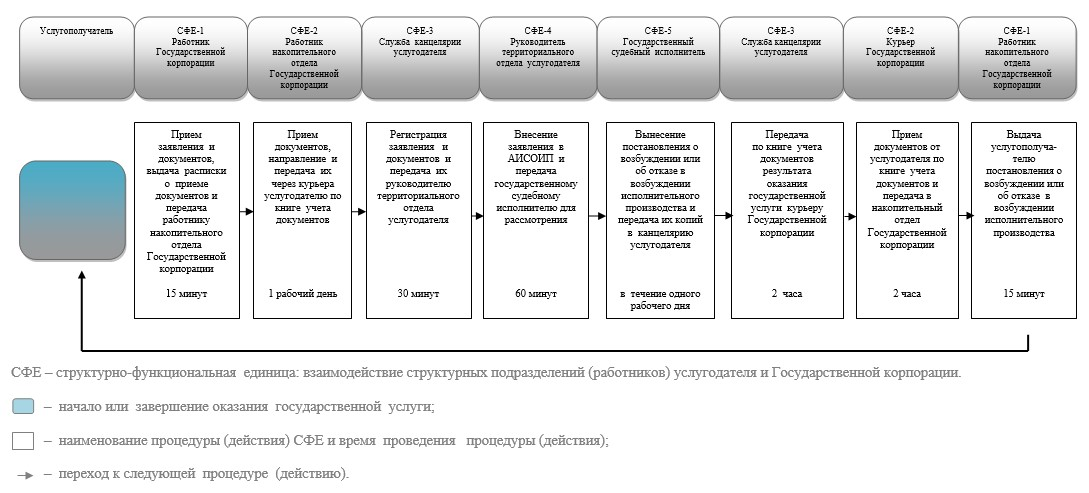 Услугополучатель
СФЕ-1
Работник
Государственной
корпорации
СФЕ-2
Работник
накопительного
отдела
Государственной
корпорации
СФЕ-3
Служба канцелярии
услугодателя
СФЕ-4
Руководитель
территориального
отдела услугодателя
СФЕ-5
Государственный
судебный исполнитель
СФЕ-3
Служба канцелярии
услугодателя
СФЕ-2
Курьер
Государственной
корпорации
СФЕ-1
Работник
накопительного
отдела
Государственной
корпорации
Прием
заявления и
документов,
выдача расписки
о приеме
документов и
передача
работнику
накопительного
отдела
Государственной
корпорации
15 минут
Прием
документов,
направление и
передача их
через курьера
услугодателю по
книге учета
документов
1 рабочий день
Регистрация
заявления и
документов и
передача их
руководителю
территориального
отдела
услугодателя
30 минут
Внесение
заявления в
АИСОИП и
передача
государственному
судебному
исполнителю для
рассмотрения
60 минут
Вынесение
постановления о
возбуждении или
об отказе в
возбуждении
исполнительного
производства и
передача их копий
в канцелярию
услугодателя
в течение одного
рабочего дня
Передача
по книге учета
документов
результата
оказания
государственной
услуги курьеру
Государственной
корпорации
2 часа
Прием
документов от
услугодателя по
книге учета
документов и
передача в
накопительный
отдел
Государственной
корпорации
2 часа
Выдача
услугополуча-
телю
постановления о
возбуждении или
об отказе в
возбуждении
исполнительного
производства
15 минут
СФЕ – структурно-функциональная единица: взаимодействие структурных подразделений (работников) услугодателя и Государственной корпорации.
– начало или завершение оказания государственной услуги;
– наименование процедуры (действия) СФЕ и время проведения процедуры (действия);
– переход к следующей процедуре (действию).